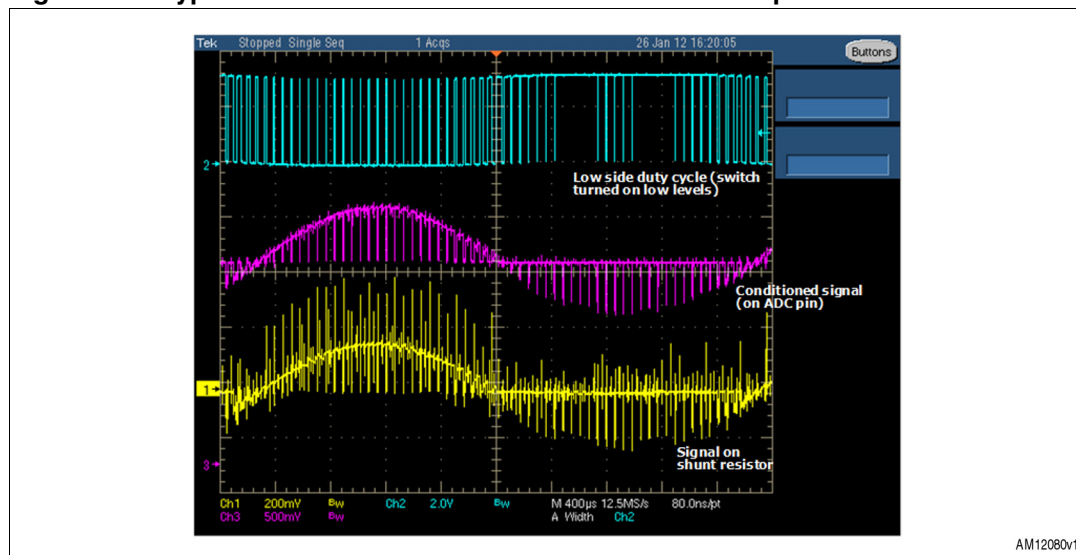 Tek Stopped Single Seq 1 Acqs 26 Jan 12 16:20:05
Buttons
2
Low side duty cycle (switch
turned on low levels)
Conditioned signal
(on ADC pin)
1
Signal on
shunt resistor
3
Ch1 200mV Bw Ch2 2.0V Bw M 400µs 12.5MS/s 80.0ns/pt
Ch3 500mV Bw A Width Ch2
AM12080v1